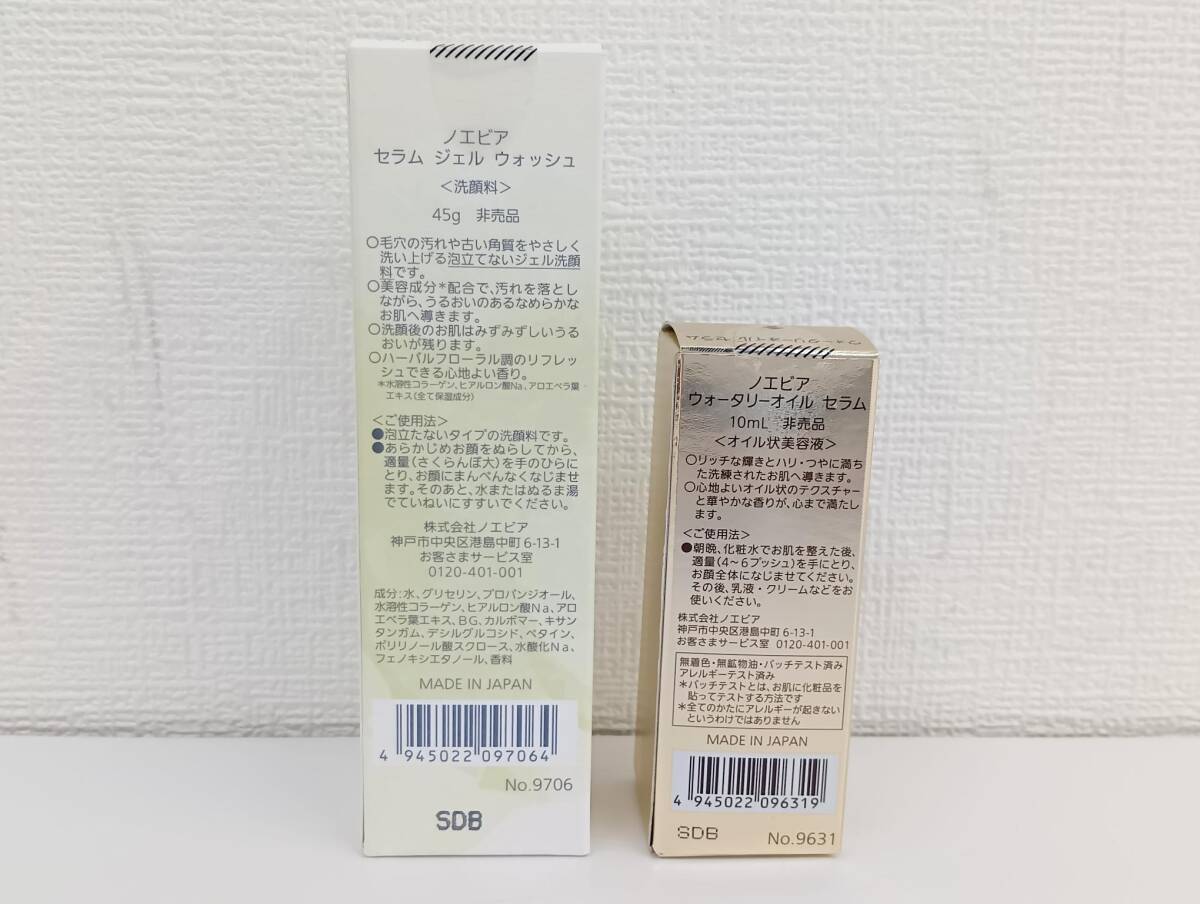 ノエビア
セラム ジェル ウォッシュ
＜洗顔料＞
45g 非売品
○毛穴の汚れや古い角質をやさしく
洗い上げる泡立てないジェル洗顔
料です。
○美容成分＊配合で、汚れを落とし
ながら、うるおいのあるなめらかな
お肌へ導きます。
○洗顔後のお肌はみずみずしいうる
おいが残ります。
○ハーバルフローラル調のリフレッ
シュできる心地よい香り。
＊水溶性コラーゲン、ヒアルロン酸Na、アロエベラ葉
エキス（全て保湿成分）
＜ご使用法＞
●泡立たないタイプの洗顔料です。
●あらかじめお顔をぬらしてから、
適量（さくらんぼ大）を手のひらに
とり、お顔にまんべんなくなじませ
ます。そのあと、水またはぬるま湯
でていねいにすすいでください。
株式会社ノエビア
神戸市中央区港島中町6-13-1
お客さまサービス室
0120-401-001
成分：水、グリセリン、プロパンジオール、
水溶性コラーゲン、ヒアルロン酸Na、アロ
エベラ葉エキス、BG、カルボマー、キサン
タンガム、デシルグルコシド、ベタイン、
ポリリノール酸スクロース、水酸化Na、
フェノキシエタノール、香料
MADE IN JAPAN
4 945022 097064
No.9706
SDB
ウォータリーオイル セラム
ノエビア
ウォータリーオイル セラム
10mL 非売品
＜オイル状美容液＞
○リッチな輝きとハリ・つやに満ち
た洗練されたお肌へ導きます。
○心地よいオイル状のテクスチャー
と華やかな香りが、心まで満たし
ます。
＜ご使用法＞
●朝晩、化粧水でお肌を整えた後、
適量（4～6プッシュ）を手にとり、
お顔全体になじませてください。
その後、乳液・クリームなどをお
使いください。
株式会社ノエビア
神戸市中央区港島中町6-13-1
お客さまサービス室 0120-401-001
無着色・無鉱物油・パッチテスト済み
アレルギーテスト済み
＊パッチテストとは、お肌に化粧品を
貼ってテストする方法です
＊全てのかたにアレルギーが起きない
というわけではありません
MADE IN JAPAN
4 945022 096319
SDB
No.9631